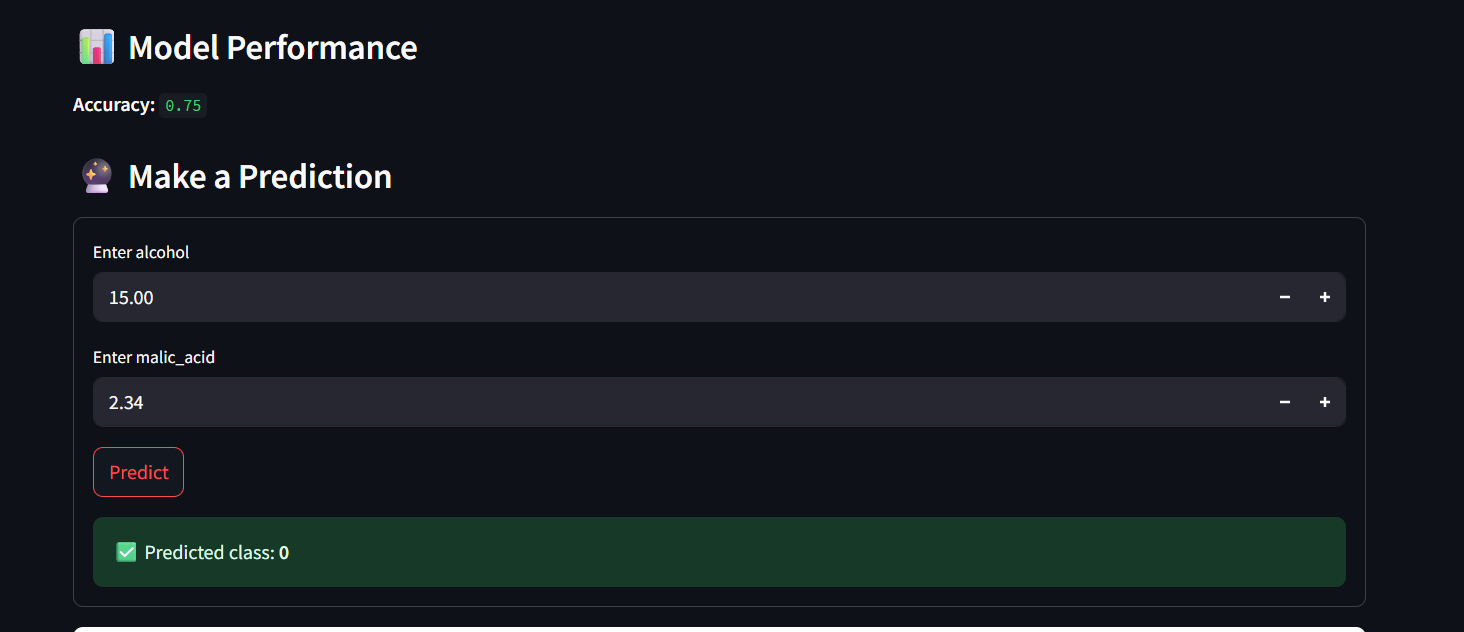 Model Performance
Accuracy: 0.75
Make a Prediction
Enter alcohol
15.00
Enter malic_acid
2.34
Predict
Predicted class: 0